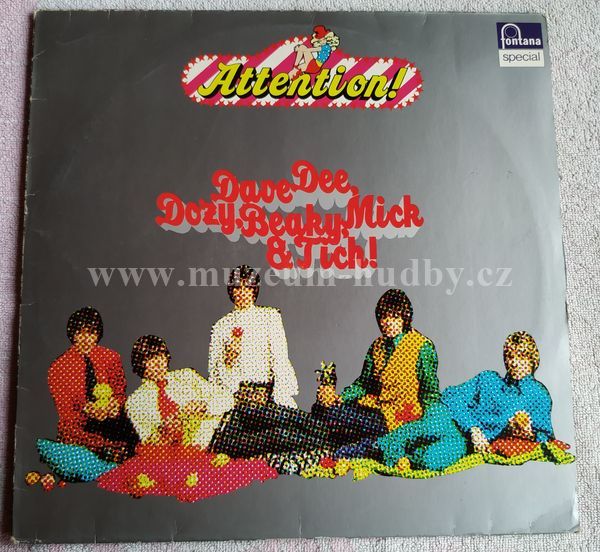 Attention!
fontana
special
Dave Dee,
Dozy, Beaky, Mick
& Tich!
www.muzeum-hudby.cz